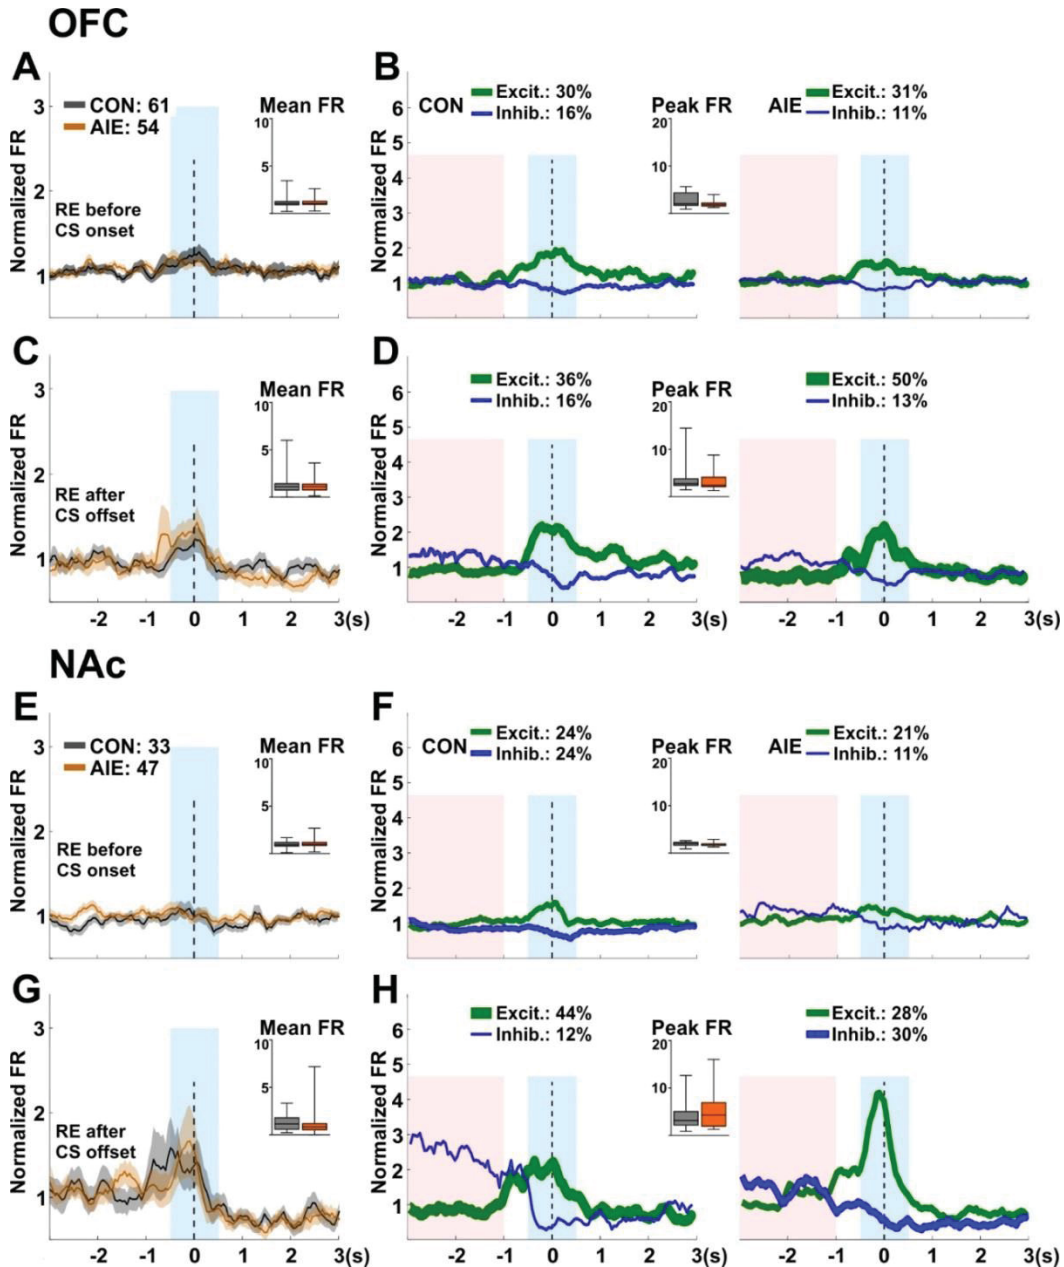 OFC
A
CON: 61
AIE: 54
Mean FR
10
5
3
2
1
Normalized FR
RE before
CS onset
B
CON
Excit.: 30%
Inhib.: 16%
Peak FR
20
10
AIE
Excit.: 31%
Inhib.: 11%
6
5
4
3
2
1
Normalized FR
C
Mean FR
10
5
3
2
1
Normalized FR
RE after
CS offset
-2 -1 0 1 2 3(s)
D
Excit.: 36%
Inhib.: 16%
Peak FR
20
10
Excit.: 50%
Inhib.: 13%
6
5
4
3
2
1
Normalized FR
-2 -1 0 1 2 3(s)
-2 -1 0 1 2 3(s)
NAc
E
CON: 33
AIE: 47
Mean FR
10
5
3
2
1
Normalized FR
RE before
CS onset
F
CON
Excit.: 24%
Inhib.: 24%
Peak FR
20
10
AIE
Excit.: 21%
Inhib.: 11%
6
5
4
3
2
1
Normalized FR
G
Mean FR
10
5
3
2
1
Normalized FR
RE after
CS offset
-2 -1 0 1 2 3(s)
H
Excit.: 44%
Inhib.: 12%
Peak FR
20
10
Excit.: 28%
Inhib.: 30%
6
5
4
3
2
1
Normalized FR
-2 -1 0 1 2 3(s)
-2 -1 0 1 2 3(s)